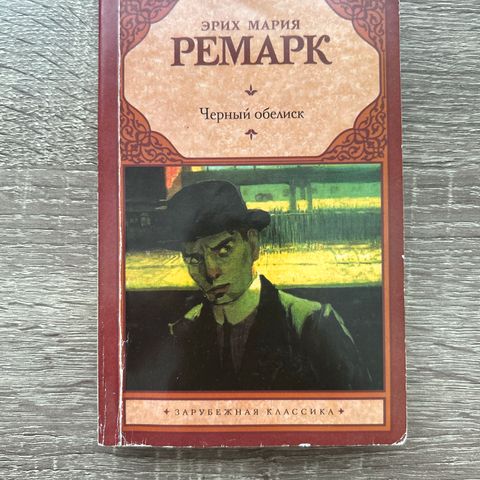 ЭРИХ МАРИЯ
РЕМАРК
Черный обелиск
ЗАРУБЕЖНАЯ КЛАССИКА